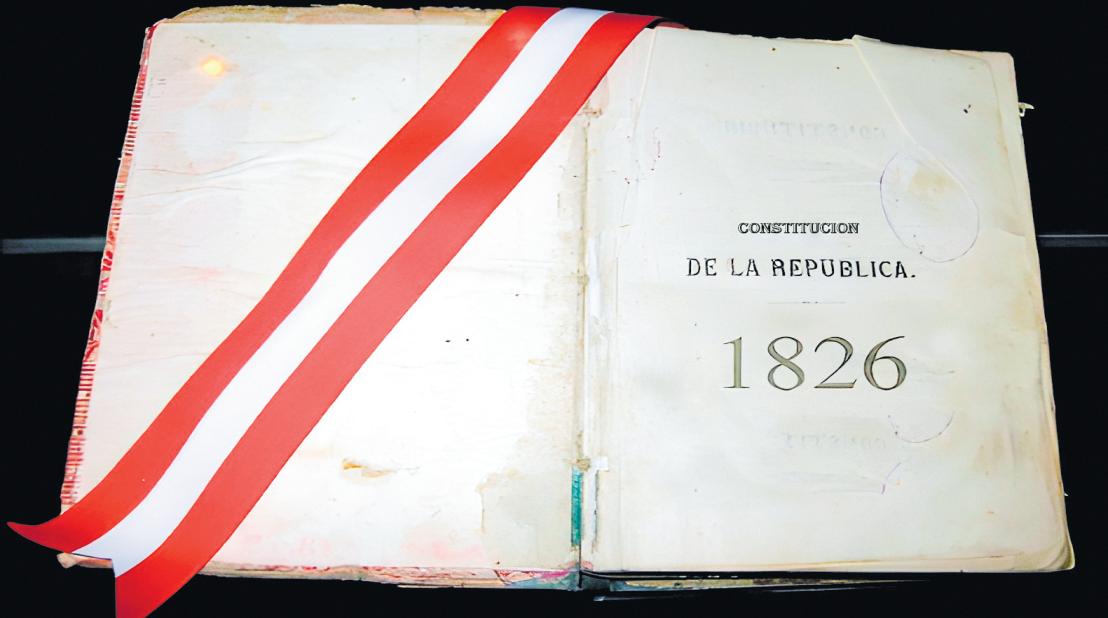 CONSTITUCION
DE LA REPUBLICA.
1826